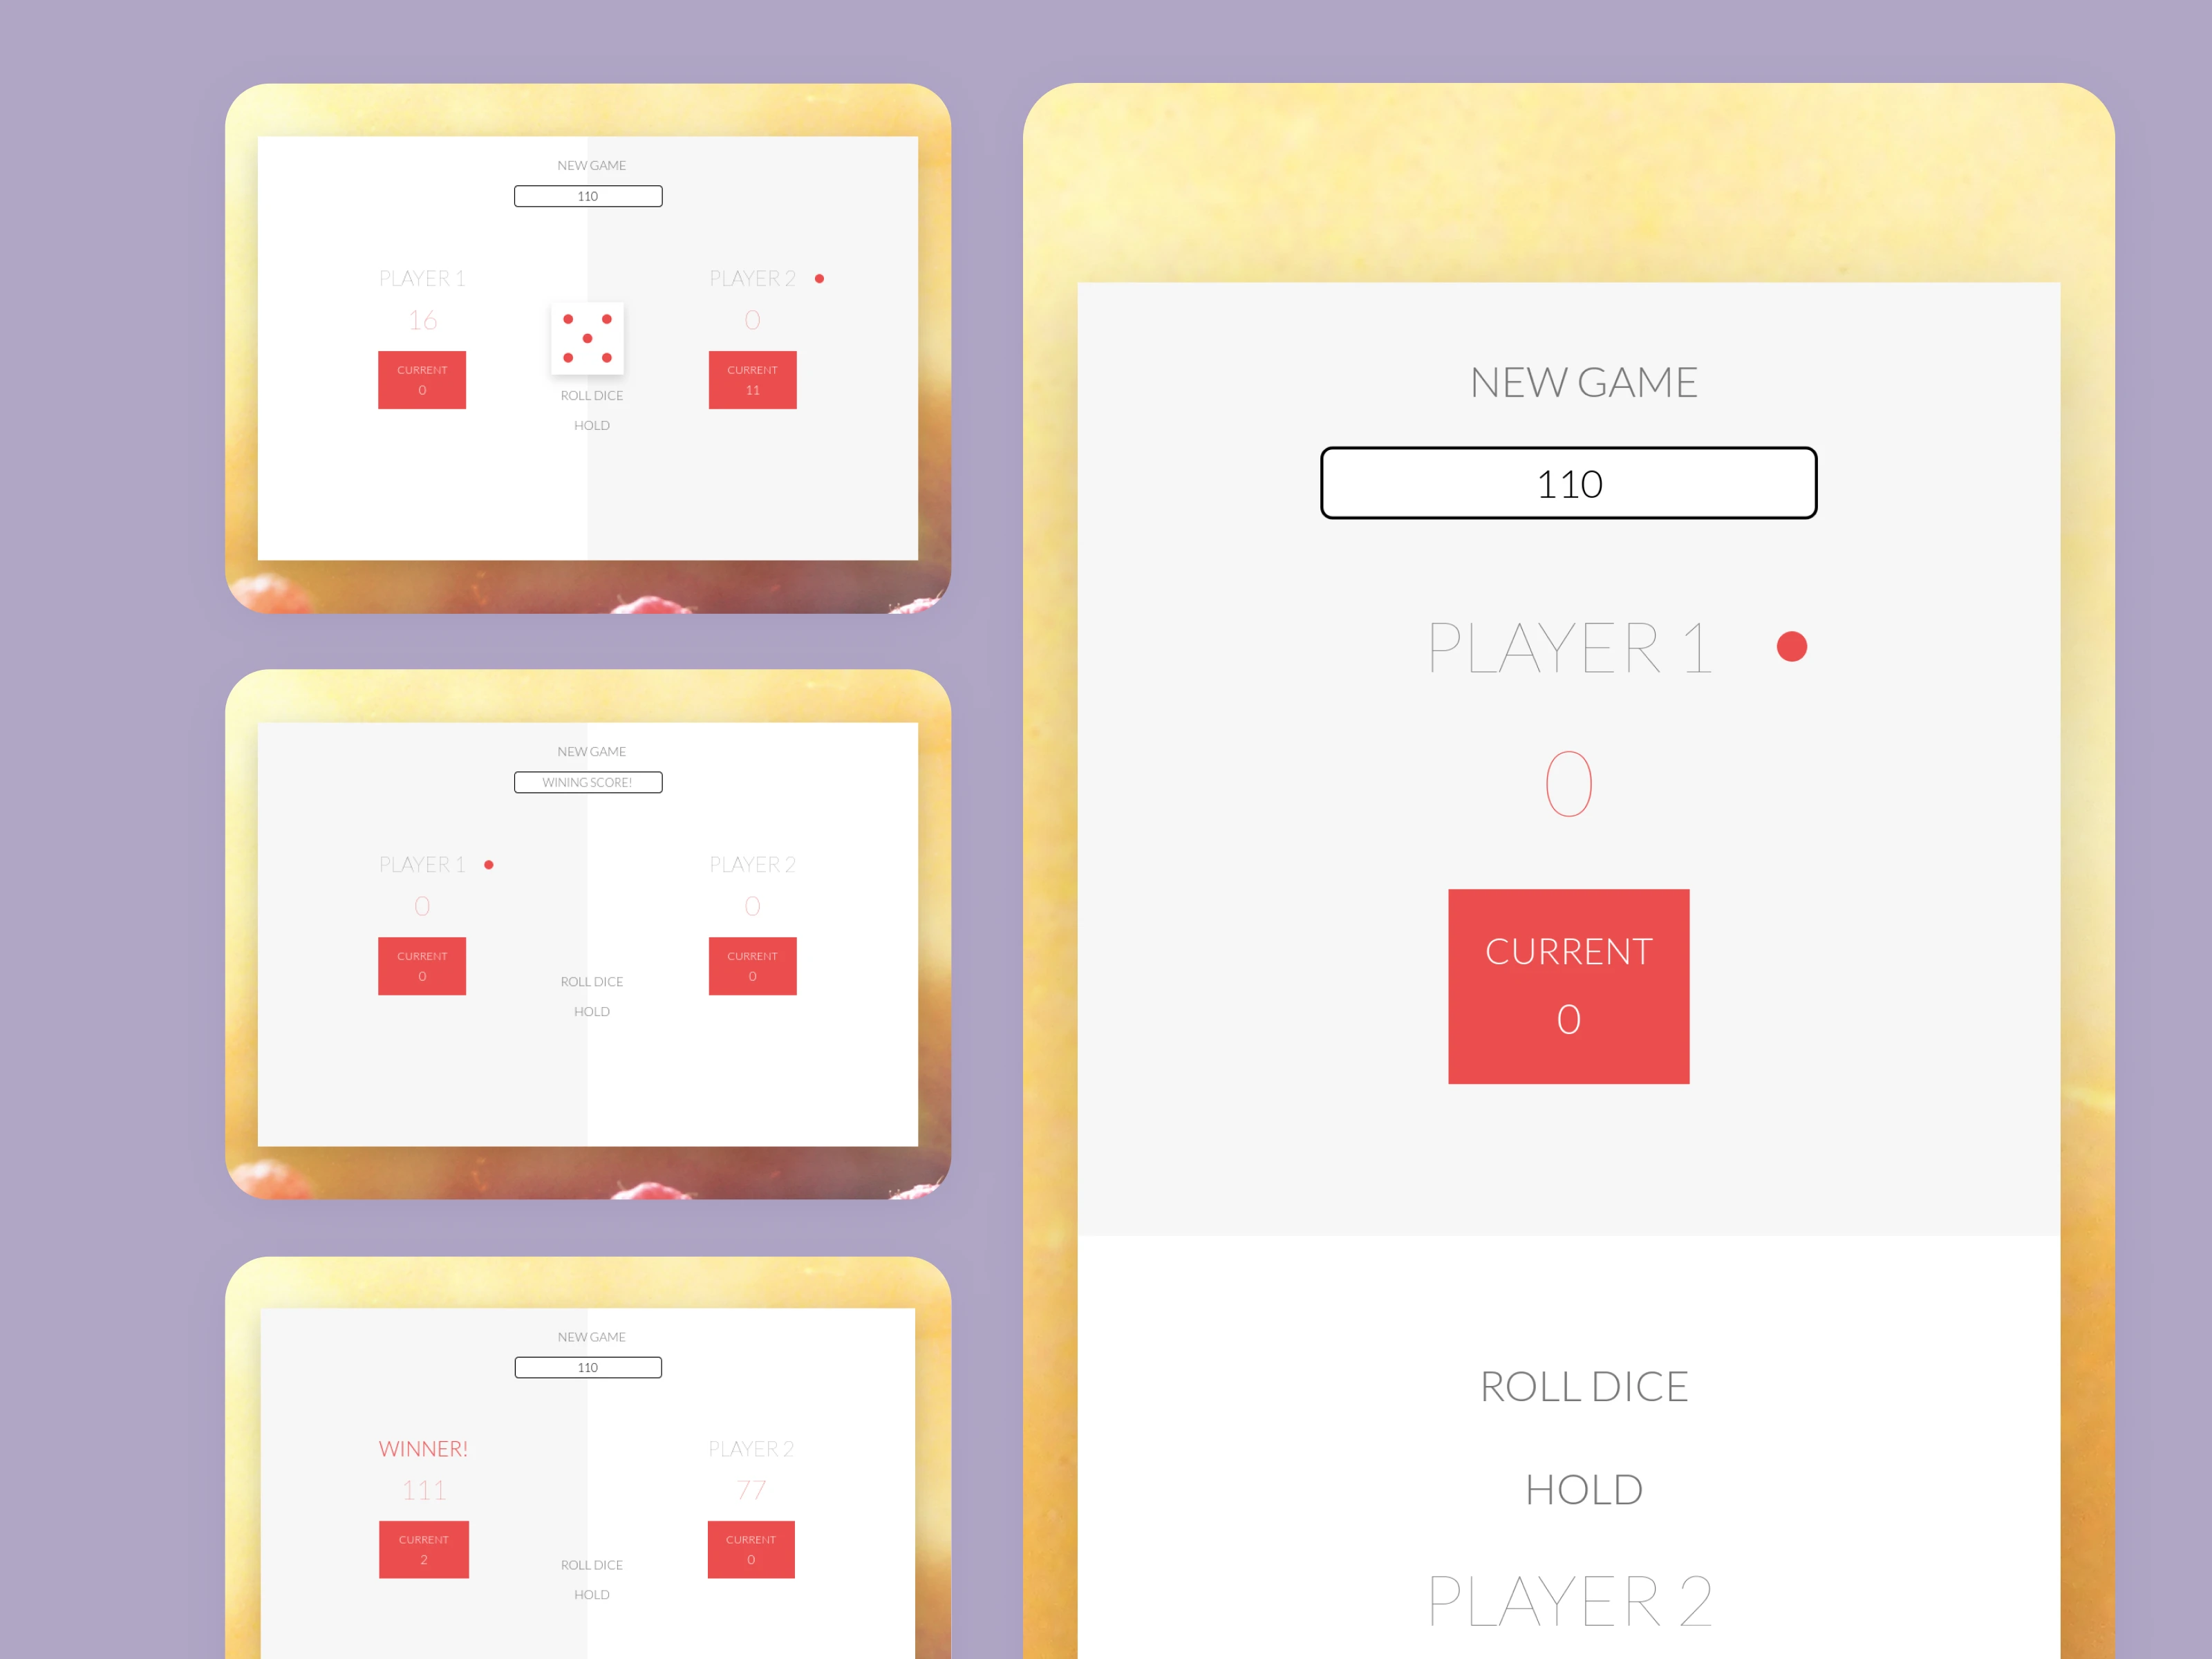 NEW GAME
110
PLAYER 1
16
CURRENT
0
PLAYER 2
0
CURRENT
11
ROLL DICE
HOLD
NEW GAME
WINING SCORE!
PLAYER 1
0
CURRENT
0
PLAYER 2
0
CURRENT
0
ROLL DICE
HOLD
NEW GAME
110
WINNER!
111
CURRENT
2
PLAYER 2
77
CURRENT
0
ROLL DICE
HOLD
NEW GAME
110
PLAYER 1
0
CURRENT
0
ROLL DICE
HOLD
PLAYER 2